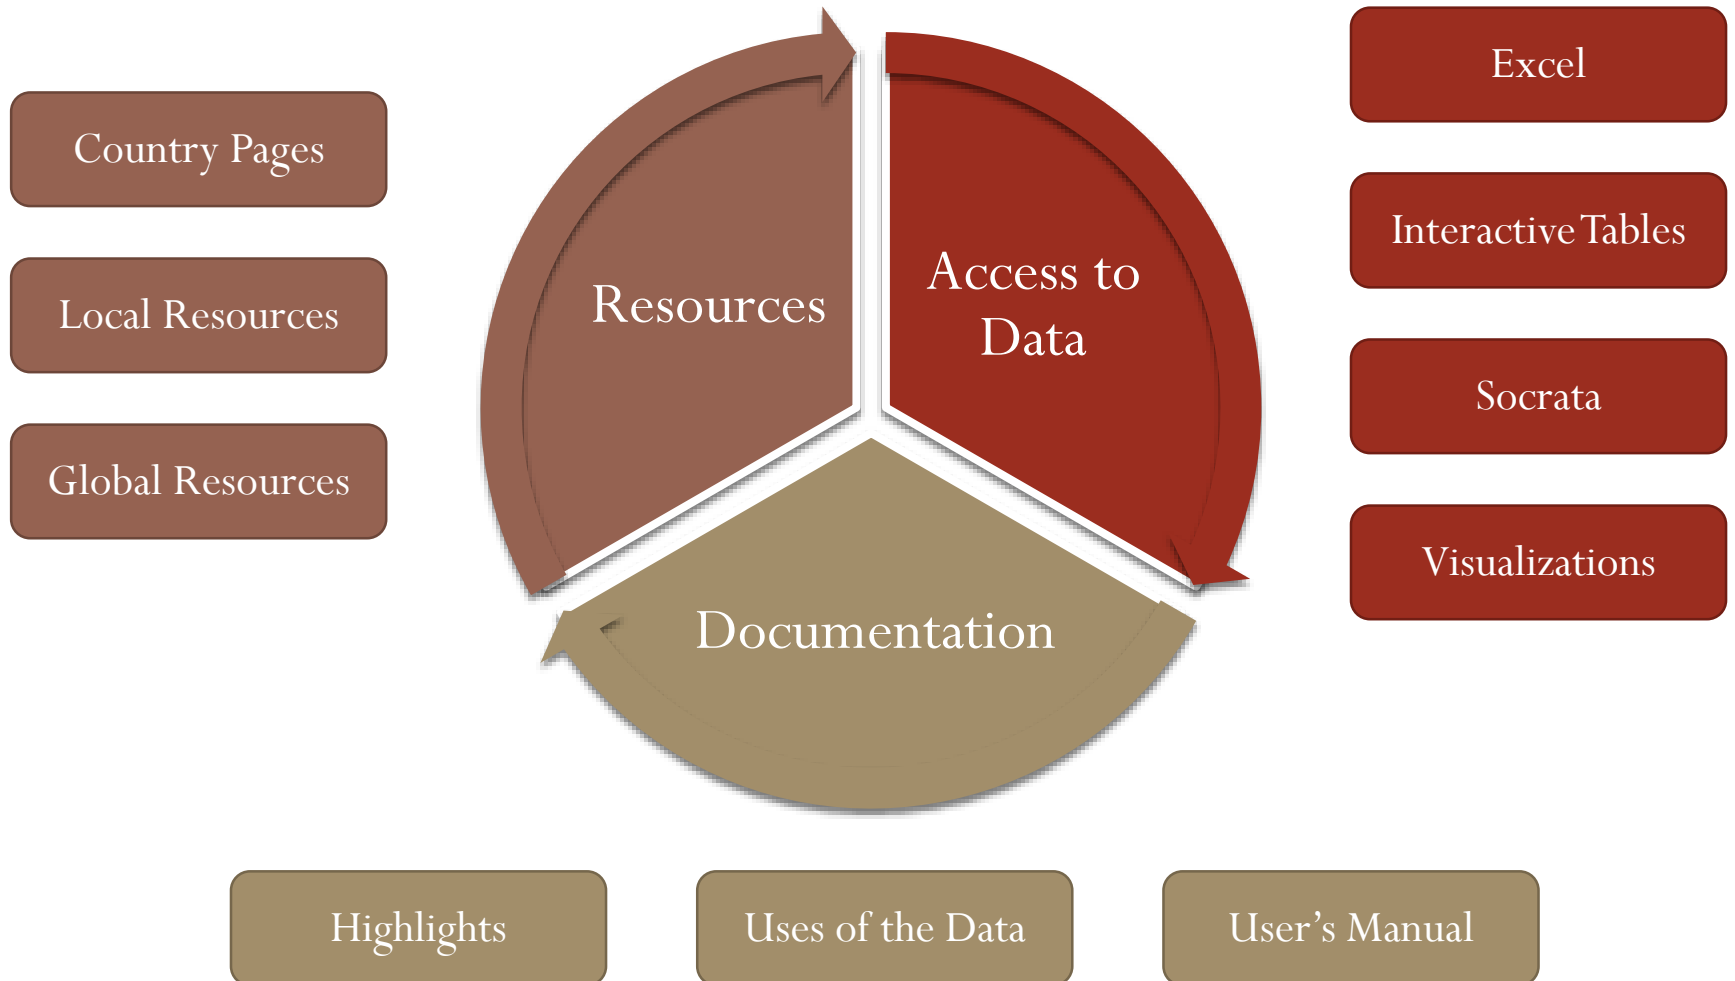 Country Pages
Local Resources
Global Resources
Resources
Access to
Data
Documentation
Excel
Interactive Tables
Socrata
Visualizations
Highlights
Uses of the Data
User’s Manual